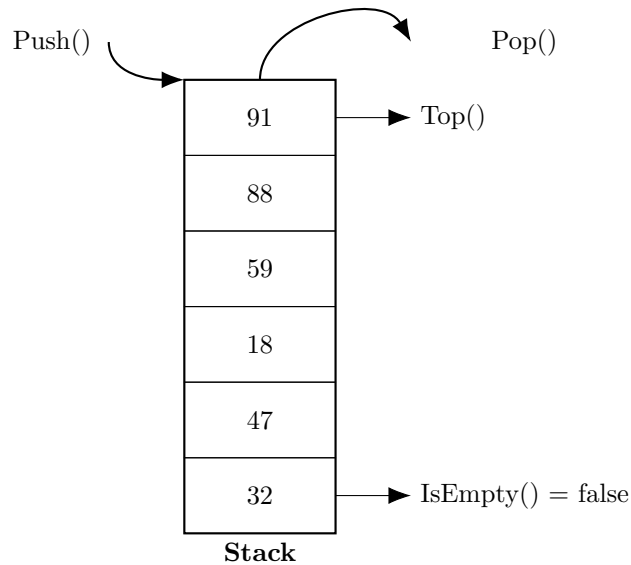 Push()
Pop()
91
Top()
88
59
18
47
32
IsEmpty() = false
Stack